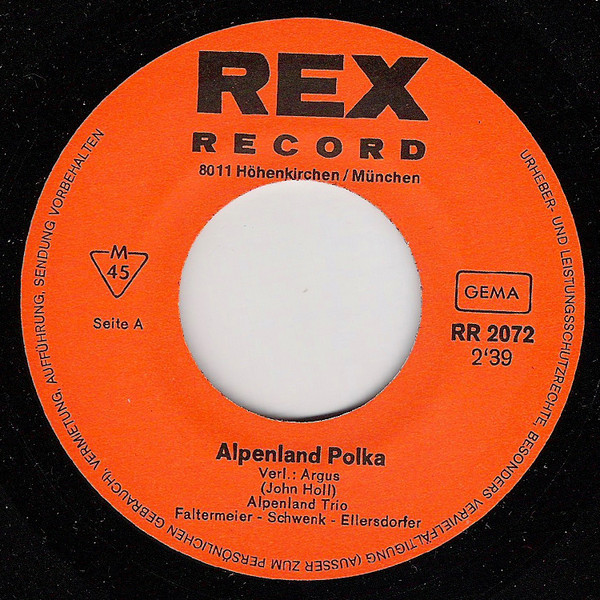 REX
RECORD
8011 Höhenkirchen / München
M
45
Seite A
GEMA
RR 2072
2'39
Alpenland Polka
Verl.: Argus
(John Holl)
Alpenland Trio
Faltermeier - Schwenk - Ellersdorfer
URHEBER- UND LEISTUNGSSCHUTZRECHTE, BESONDERS VERVIELFÄLTIGUNG (AUSSER ZUM PERSÖNLICHEN GEBRAUCH), VERMIETUNG, AUFFÜHRUNG, SENDUNG VORBEHALTEN